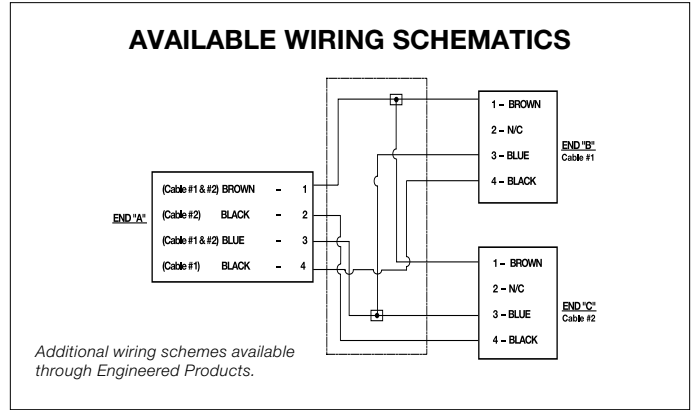 AVAILABLE WIRING SCHEMATICS
END "A"
(Cable #1 & #2) BROWN – 1
(Cable #2) BLACK – 2
(Cable #1 & #2) BLUE – 3
(Cable #1) BLACK – 4
1 – BROWN
2 – N/C
3 – BLUE
4 – BLACK
END "B"
Cable #1
1 – BROWN
2 – N/C
3 – BLUE
4 – BLACK
END "C"
Cable #2
Additional wiring schemes available
through Engineered Products.